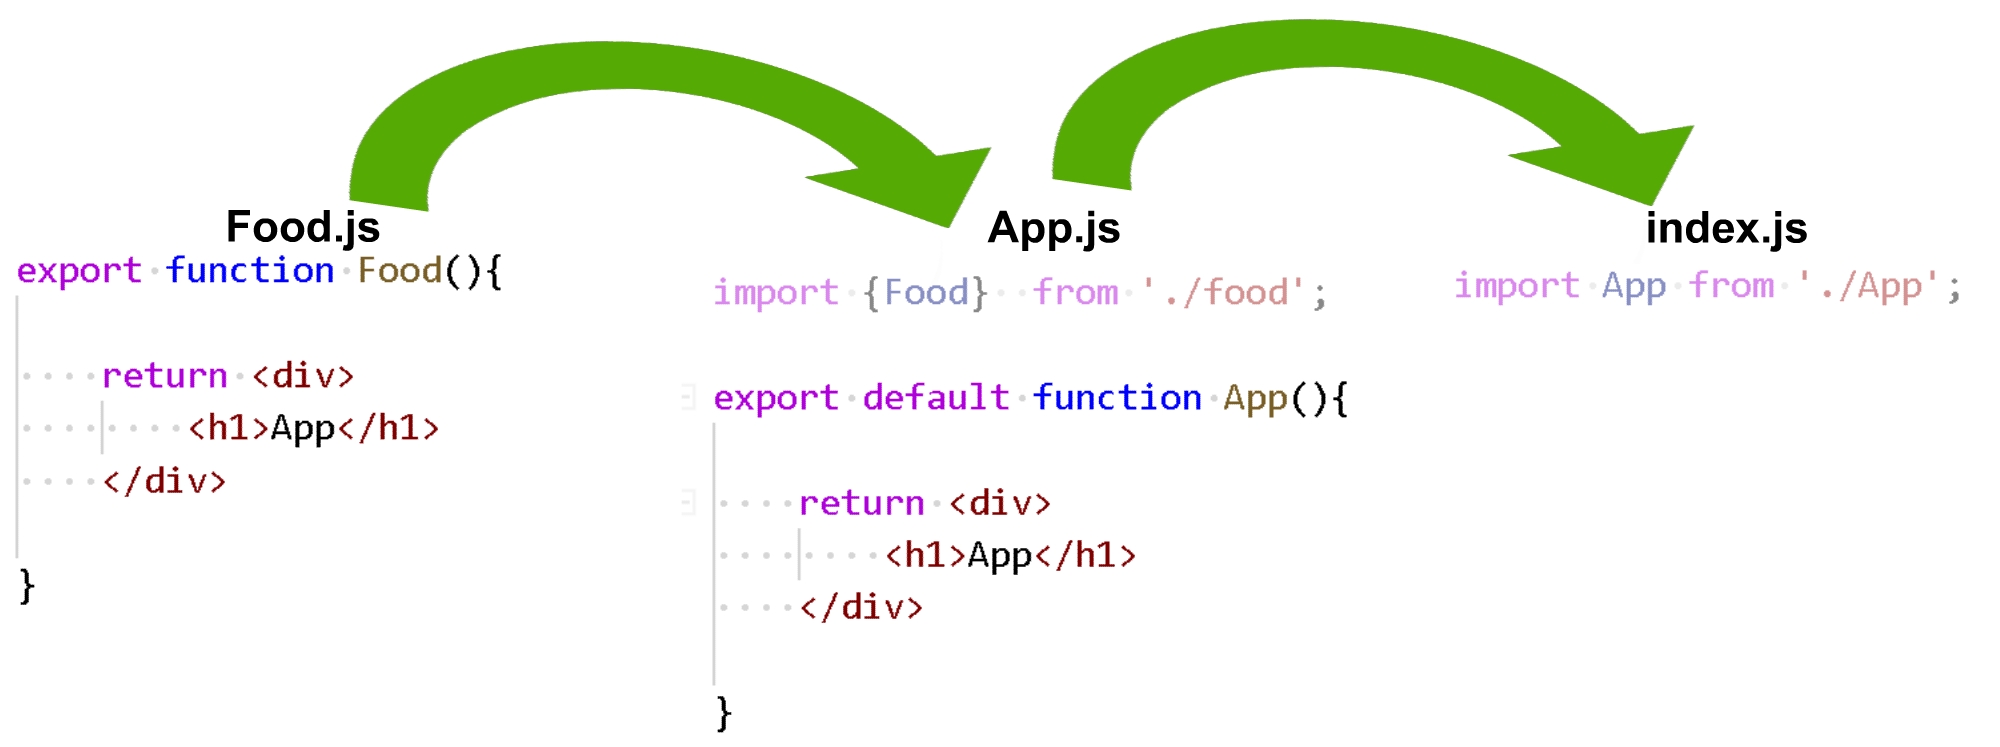 Food.js
export function Food(){
return <div>
<h1>App</h1>
</div>
}
App.js
import {Food}  from './food';
export default function App(){
return <div>
<h1>App</h1>
</div>
}
index.js
import App from './App';